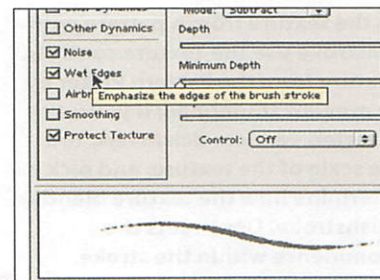 Mode: Subtract
Other Dynamics
Depth
Noise
Minimum Depth
Wet Edges
Emphasize the edges of the brush stroke
Smoothing
Protect Texture
Control: Off